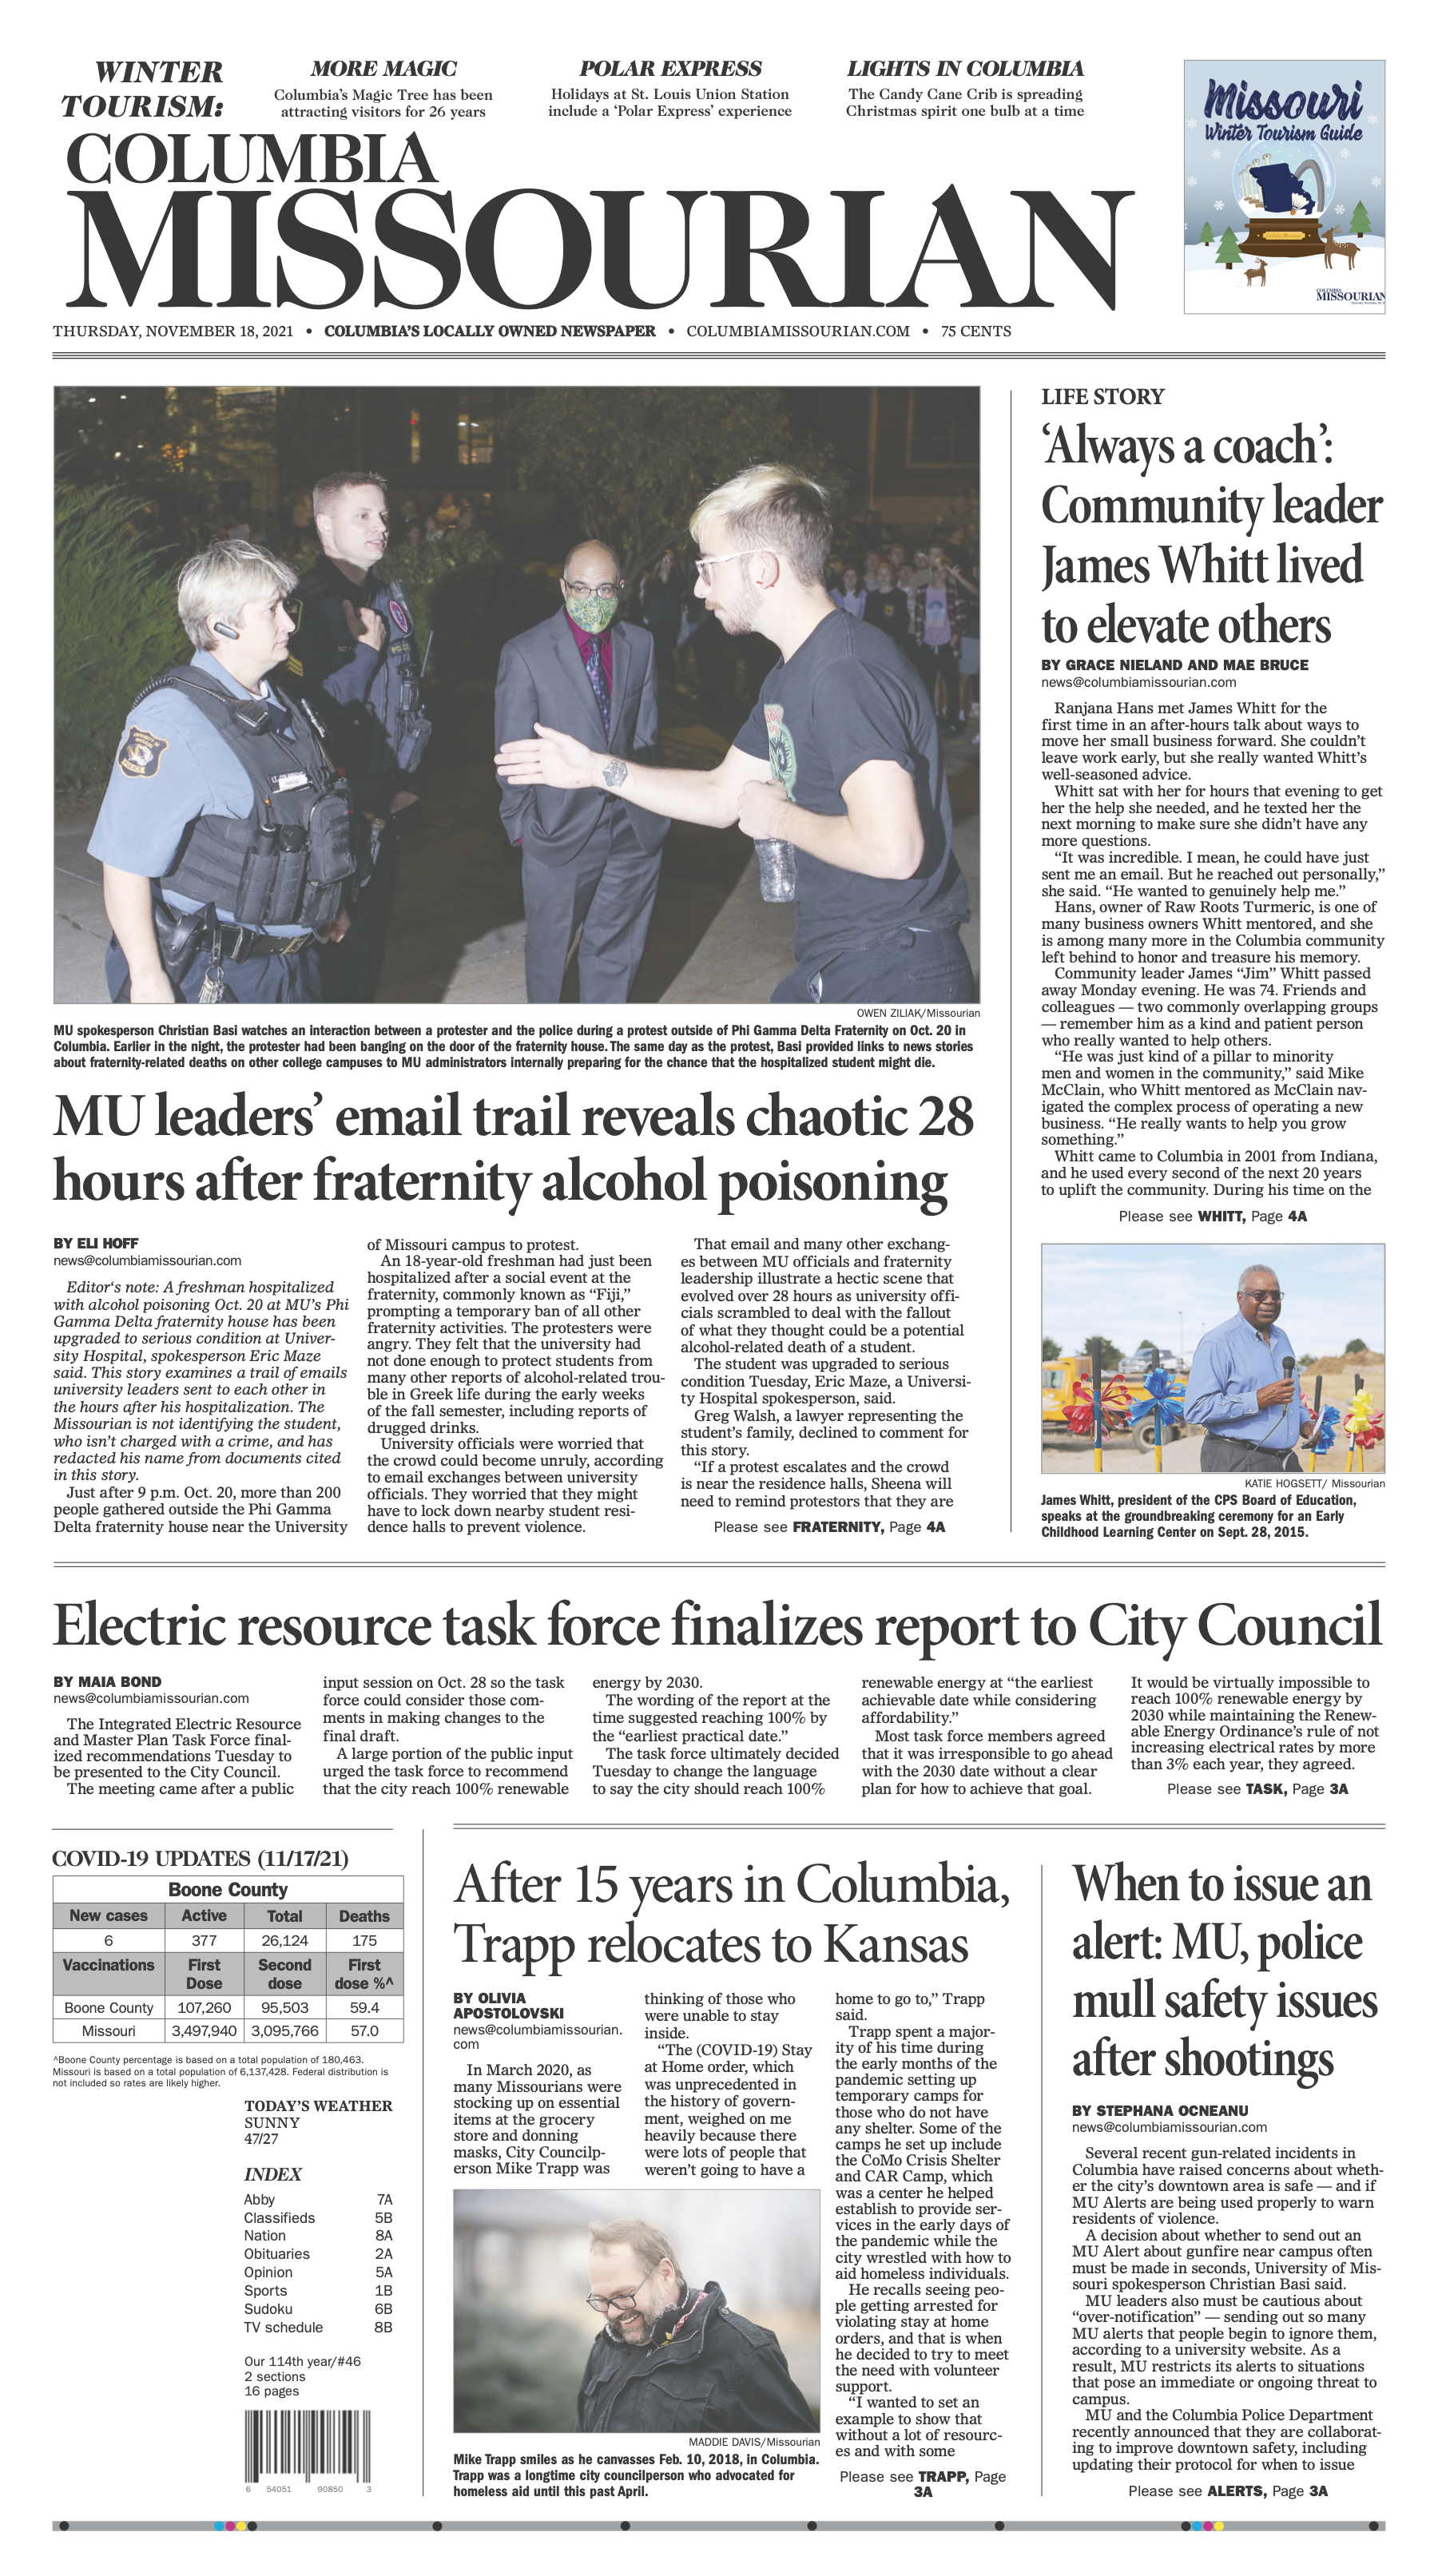 WINTER
TOURISM:
MORE MAGIC
Columbia's Magic Tree has been
attracting visitors for 26 years
POLAR EXPRESS
Holidays at St. Louis Union Station
include a 'Polar Express' experience
LIGHTS IN COLUMBIA
The Candy Cane Crib is spreading
Christmas spirit one bulb at a time
Missouri
Winter Tourism Guide
COLUMBIA
MISSOURIAN
COLUMBIA
MISSOURIAN
THURSDAY, NOVEMBER 18, 2021 • COLUMBIA'S LOCALLY OWNED NEWSPAPER • COLUMBIAMISSOURIAN.COM • 75 CENTS
OWEN ZILIAK/Missourian
MU spokesperson Christian Basi watches an interaction between a protester and the police during a protest outside of Phi Gamma Delta Fraternity on Oct. 20 in
Columbia. Earlier in the night, the protester had been banging on the door of the fraternity house. The same day as the protest, Basi provided links to news stories
about fraternity-related deaths on other college campuses to MU administrators internally preparing for the chance that the hospitalized student might die.
MU leaders' email trail reveals chaotic 28
hours after fraternity alcohol poisoning
BY ELI HOFF
news@columbiamissourian.com
Editor's note: A freshman hospitalized
with alcohol poisoning Oct. 20 at MU's Phi
Gamma Delta fraternity house has been
upgraded to serious condition at Univer-
sity Hospital, spokesperson Eric Maze
said. This story examines a trail of emails
university leaders sent to each other in
the hours after his hospitalization. The
Missourian is not identifying the student,
who isn't charged with a crime, and has
redacted his name from documents cited
in this story.
Just after 9 p.m. Oct. 20, more than 200
people gathered outside the Phi Gamma
Delta fraternity house near the University
of Missouri campus to protest.
An 18-year-old freshman had just been
hospitalized after a social event at the
fraternity, commonly known as "Fiji,"
prompting a temporary ban of all other
fraternity activities. The protesters were
angry. They felt that the university had
not done enough to protect students from
many other reports of alcohol-related trou-
ble in Greek life during the early weeks
of the fall semester, including reports of
drugged drinks.
University officials were worried that
the crowd could become unruly, according
to email exchanges between university
officials. They worried that they might
have to lock down nearby student resi-
dence halls to prevent violence.
That email and many other exchang-
es between MU officials and fraternity
leadership illustrate a hectic scene that
evolved over 28 hours as university offi-
cials scrambled to deal with the fallout
of what they thought could be a potential
alcohol-related death of a student.
The student was upgraded to serious
condition Tuesday, Eric Maze, a Universi-
ty Hospital spokesperson, said.
Greg Walsh, a lawyer representing the
student's family, declined to comment for
this story.
"If a protest escalates and the crowd
is near the residence halls, Sheena will
need to remind protestors that they are
Please see FRATERNITY, Page 4A
LIFE STORY
'Always a coach':
Community leader
James Whitt lived
to elevate others
BY GRACE NIELAND AND MAE BRUCE
news@columbiamissourian.com
Ranjana Hans met James Whitt for the
first time in an after-hours talk about ways to
move her small business forward. She couldn't
leave work early, but she really wanted Whitt's
well-seasoned advice.
Whitt sat with her for hours that evening to get
her the help she needed, and he texted her the
next morning to make sure she didn't have any
more questions.
"It was incredible. I mean, he could have just
sent me an email. But he reached out personally,"
she said. "He wanted to genuinely help me."
Hans, owner of Raw Roots Turmeric, is one of
many business owners Whitt mentored, and she
is among many more in the Columbia community
left behind to honor and treasure his memory.
Community leader James "Jim" Whitt passed
away Monday evening. He was 74. Friends and
colleagues — two commonly overlapping groups
— remember him as a kind and patient person
who really wanted to help others.
"He was just kind of a pillar to minority
men and women in the community," said Mike
McClain, who Whitt mentored as McClain nav-
igated the complex process of operating a new
business. "He really wants to help you grow
something."
Whitt came to Columbia in 2001 from Indiana,
and he used every second of the next 20 years
to uplift the community. During his time on the
Please see WHITT, Page 4A
KATIE HOGSETT/ Missourian
James Whitt, president of the CPS Board of Education,
speaks at the groundbreaking ceremony for an Early
Childhood Learning Center on Sept. 28, 2015.
Electric resource task force finalizes report to City Council
BY MAIA BOND
news@columbiamissourian.com
The Integrated Electric Resource
and Master Plan Task Force final-
ized recommendations Tuesday to
be presented to the City Council.
The meeting came after a public
input session on Oct. 28 so the task
force could consider those com-
ments in making changes to the
final draft.
A large portion of the public input
urged the task force to recommend
that the city reach 100% renewable
energy by 2030.
The wording of the report at the
time suggested reaching 100% by
the "earliest practical date."
The task force ultimately decided
Tuesday to change the language
to say the city should reach 100%
renewable energy at "the earliest
achievable date while considering
affordability."
Most task force members agreed
that it was irresponsible to go ahead
with the 2030 date without a clear
plan for how to achieve that goal.
It would be virtually impossible to
reach 100% renewable energy by
2030 while maintaining the Renew-
able Energy Ordinance's rule of not
increasing electrical rates by more
than 3% each year, they agreed.
Please see TASK, Page 3A
COVID-19 UPDATES (11/17/21)
Boone County
New cases Active Total Deaths
6 377 26,124 175
Vaccinations First Dose Second dose First dose %^
Boone County 107,260 95,503 59.4
Missouri 3,497,940 3,095,766 57.0
^Boone County percentage is based on a total population of 180,463.
Missouri is based on a total population of 6,137,428. Federal distribution is
not included so rates are likely higher.
TODAY'S WEATHER
SUNNY
47/27
INDEX
Abby 7A
Classifieds 5B
Nation 8A
Obituaries 2A
Opinion 5A
Sports 1B
Sudoku 6B
TV schedule 8B
Our 114th year/#46
2 sections
16 pages
6 54051 90850 3
After 15 years in Columbia,
Trapp relocates to Kansas
BY OLIVIA
APOSTOLOVSKI
news@columbiamissourian.
com
In March 2020, as
many Missourians were
stocking up on essential
items at the grocery
store and donning
masks, City Councilp-
erson Mike Trapp was
thinking of those who
were unable to stay
inside.
"The (COVID-19) Stay
at Home order, which
was unprecedented in
the history of govern-
ment, weighed on me
heavily because there
were lots of people that
weren't going to have a
home to go to," Trapp
said.
Trapp spent a major-
ity of his time during
the early months of the
pandemic setting up
temporary camps for
those who do not have
any shelter. Some of the
camps he set up include
the CoMo Crisis Shelter
and CAR Camp, which
was a center he helped
establish to provide ser-
vices in the early days of
the pandemic while the
city wrestled with how to
aid homeless individuals.
He recalls seeing peo-
ple getting arrested for
violating stay at home
orders, and that is when
he decided to try to meet
the need with volunteer
support.
"I wanted to set an
example to show that
without a lot of resourc-
es and with some
Please see TRAPP, Page
3A
MADDIE DAVIS/Missourian
Mike Trapp smiles as he canvasses Feb. 10, 2018, in Columbia.
Trapp was a longtime city councilperson who advocated for
homeless aid until this past April.
When to issue an
alert: MU, police
mull safety issues
after shootings
BY STEPHANA OCNEANU
news@columbiamissourian.com
Several recent gun-related incidents in
Columbia have raised concerns about wheth-
er the city's downtown area is safe — and if
MU Alerts are being used properly to warn
residents of violence.
A decision about whether to send out an
MU Alert about gunfire near campus often
must be made in seconds, University of Mis-
souri spokesperson Christian Basi said.
MU leaders also must be cautious about
"over-notification" — sending out so many
MU alerts that people begin to ignore them,
according to a university website. As a
result, MU restricts its alerts to situations
that pose an immediate or ongoing threat to
campus.
MU and the Columbia Police Department
recently announced that they are collaborat-
ing to improve downtown safety, including
updating their protocol for when to issue
Please see ALERTS, Page 3A